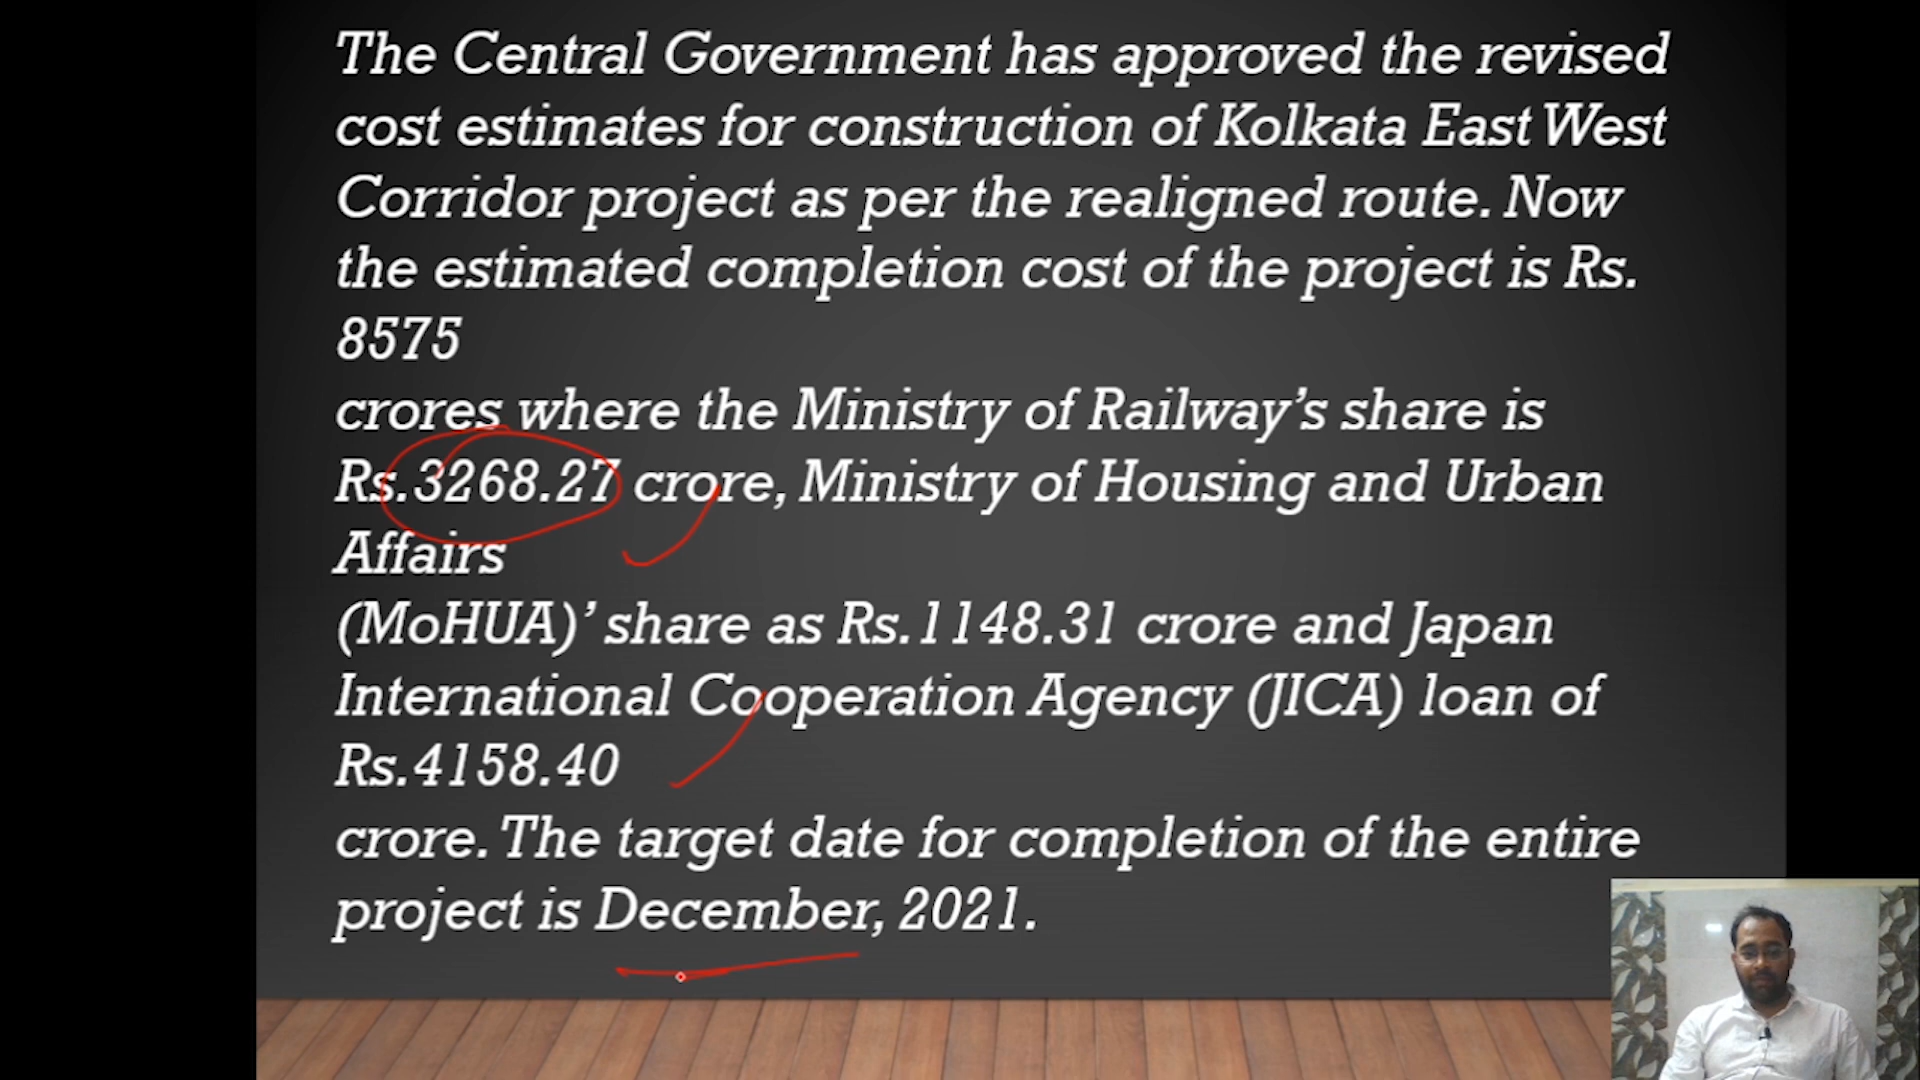 The Central Government has approved the revised
cost estimates for construction of Kolkata East West
Corridor project as per the realigned route. Now
the estimated completion cost of the project is Rs.
8575
crores where the Ministry of Railway’s share is
Rs.3268.27 crore, Ministry of Housing and Urban
Affairs
(MoHUA)’ share as Rs.1148.31 crore and Japan
International Cooperation Agency (JICA) loan of
Rs.4158.40
crore. The target date for completion of the entire
project is December, 2021.